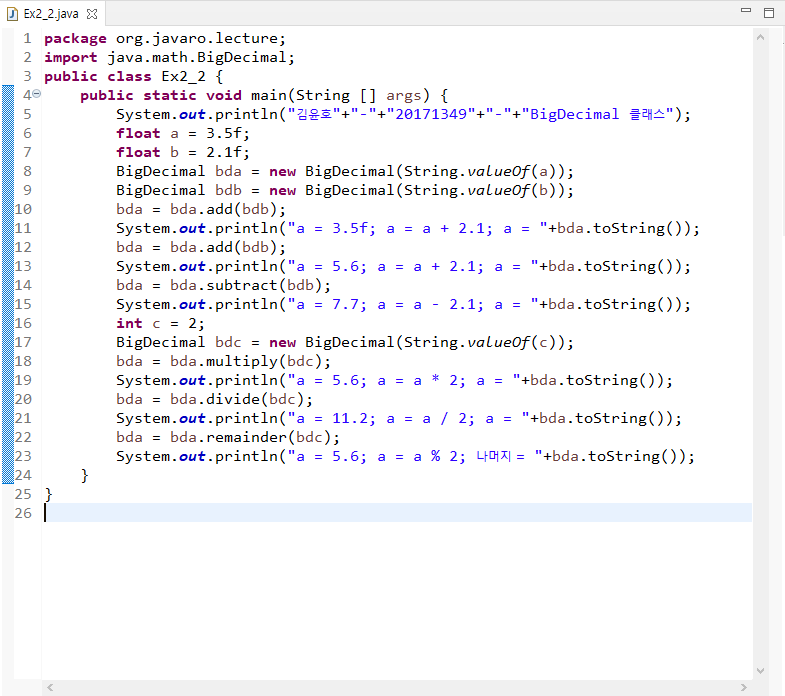 Ex2_2.java
1 package org.javaro.lecture;
2 import java.math.BigDecimal;
3 public class Ex2_2 {
4     public static void main(String [] args) {
5         System.out.println("김윤호"+"-"+"20171349"+"-"+"BigDecimal 클래스");
6         float a = 3.5f;
7         float b = 2.1f;
8         BigDecimal bda = new BigDecimal(String.valueOf(a));
9         BigDecimal bdb = new BigDecimal(String.valueOf(b));
10         bda = bda.add(bdb);
11         System.out.println("a = 3.5f; a = a + 2.1; a = "+bda.toString());
12         bda = bda.add(bdb);
13         System.out.println("a = 5.6; a = a + 2.1; a = "+bda.toString());
14         bda = bda.subtract(bdb);
15         System.out.println("a = 7.7; a = a - 2.1; a = "+bda.toString());
16         int c = 2;
17         BigDecimal bdc = new BigDecimal(String.valueOf(c));
18         bda = bda.multiply(bdc);
19         System.out.println("a = 5.6; a = a * 2; a = "+bda.toString());
20         bda = bda.divide(bdc);
21         System.out.println("a = 11.2; a = a / 2; a = "+bda.toString());
22         bda = bda.remainder(bdc);
23         System.out.println("a = 5.6; a = a % 2; 나머지 = "+bda.toString());
24     }
25 }
26